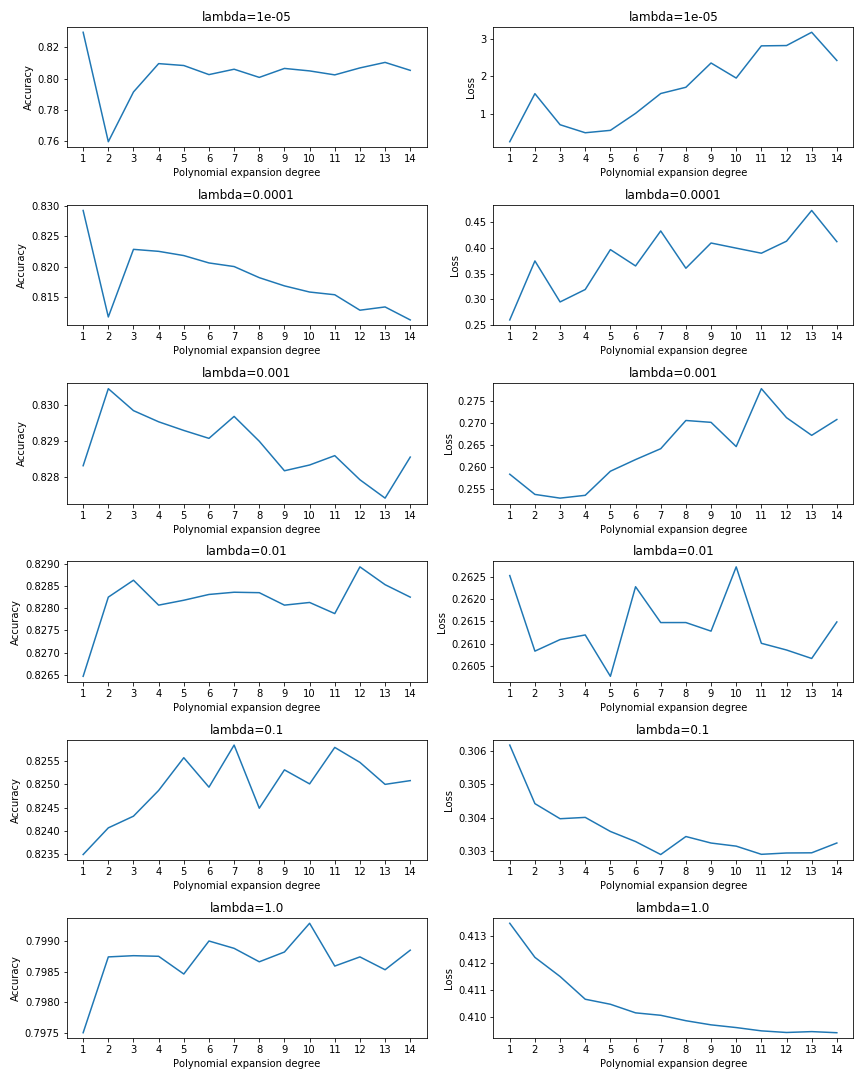 lambda=1e-05
Accuracy
0.82
0.80
0.78
0.76
1 2 3 4 5 6 7 8 9 10 11 12 13 14
Polynomial expansion degree
lambda=1e-05
Loss
3
2
1
1 2 3 4 5 6 7 8 9 10 11 12 13 14
Polynomial expansion degree
lambda=0.0001
Accuracy
0.830
0.825
0.820
0.815
1 2 3 4 5 6 7 8 9 10 11 12 13 14
Polynomial expansion degree
lambda=0.0001
Loss
0.45
0.40
0.35
0.30
0.25
1 2 3 4 5 6 7 8 9 10 11 12 13 14
Polynomial expansion degree
lambda=0.001
Accuracy
0.830
0.829
0.828
1 2 3 4 5 6 7 8 9 10 11 12 13 14
Polynomial expansion degree
lambda=0.001
Loss
0.275
0.270
0.265
0.260
0.255
1 2 3 4 5 6 7 8 9 10 11 12 13 14
Polynomial expansion degree
lambda=0.01
Accuracy
0.8290
0.8285
0.8280
0.8275
0.8270
0.8265
1 2 3 4 5 6 7 8 9 10 11 12 13 14
Polynomial expansion degree
lambda=0.01
Loss
0.2625
0.2620
0.2615
0.2610
0.2605
1 2 3 4 5 6 7 8 9 10 11 12 13 14
Polynomial expansion degree
lambda=0.1
Accuracy
0.8255
0.8250
0.8245
0.8240
0.8235
1 2 3 4 5 6 7 8 9 10 11 12 13 14
Polynomial expansion degree
lambda=0.1
Loss
0.306
0.305
0.304
0.303
1 2 3 4 5 6 7 8 9 10 11 12 13 14
Polynomial expansion degree
lambda=1.0
Accuracy
0.7990
0.7985
0.7980
0.7975
1 2 3 4 5 6 7 8 9 10 11 12 13 14
Polynomial expansion degree
lambda=1.0
Loss
0.413
0.412
0.411
0.410
1 2 3 4 5 6 7 8 9 10 11 12 13 14
Polynomial expansion degree